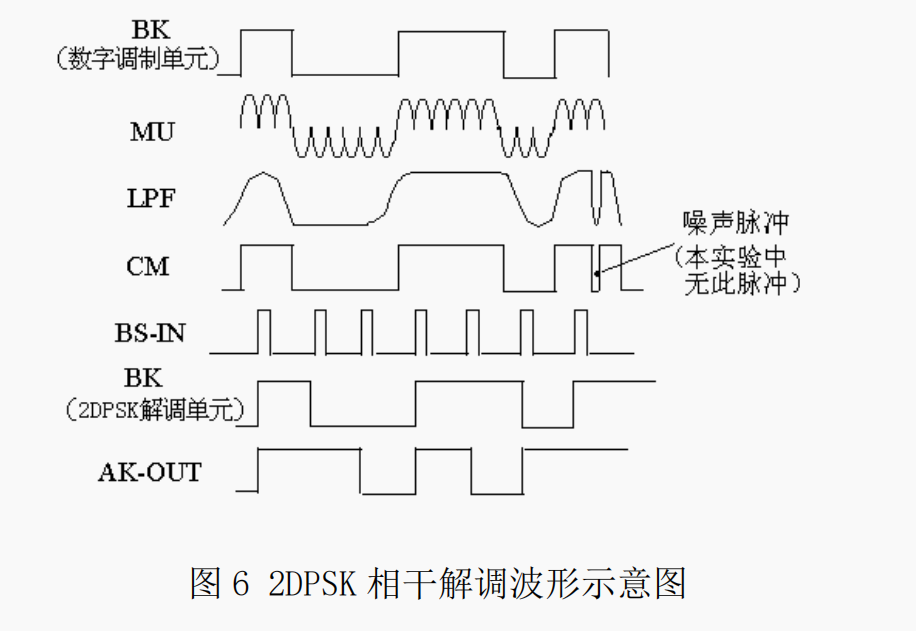 BK
(数字调制单元)
MU
LPF
噪声脉冲
(本实验中
无此脉冲)
CM
BS-IN
BK
(2DPSK解调单元)
AK-OUT
图 6 2DPSK 相干解调波形示意图